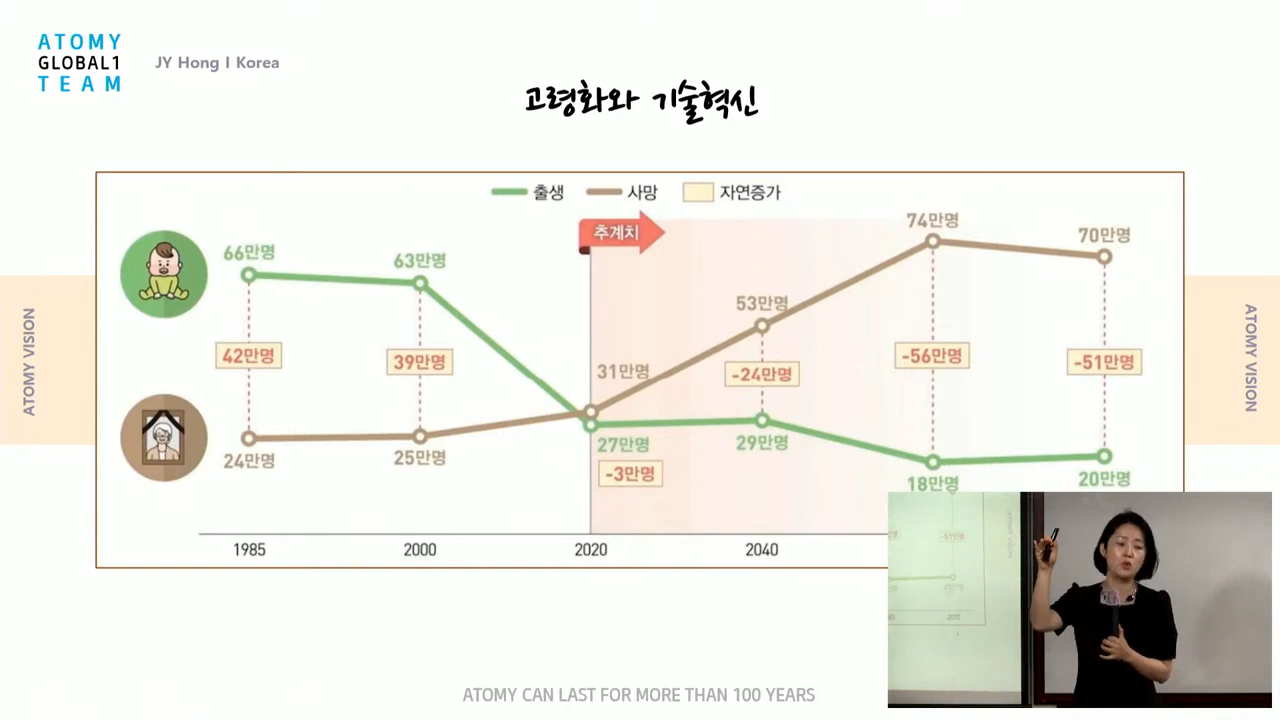 ATOMY
GLOBAL1
TEAM
JY Hong I Korea
고령화와 기술혁신
출생 사망 자연증가
추계치
66만명 63만명 74만명 70만명
53만명
42만명 39만명 31만명 -24만명 -56만명 -51만명
24만명 25만명 27만명 29만명 18만명 20만명
-3만명
1985 2000 2020 2040
ATOMY VISION
ATOMY VISION
-51만명
2070
ATOMY CAN LAST FOR MORE THAN 100 YEARS